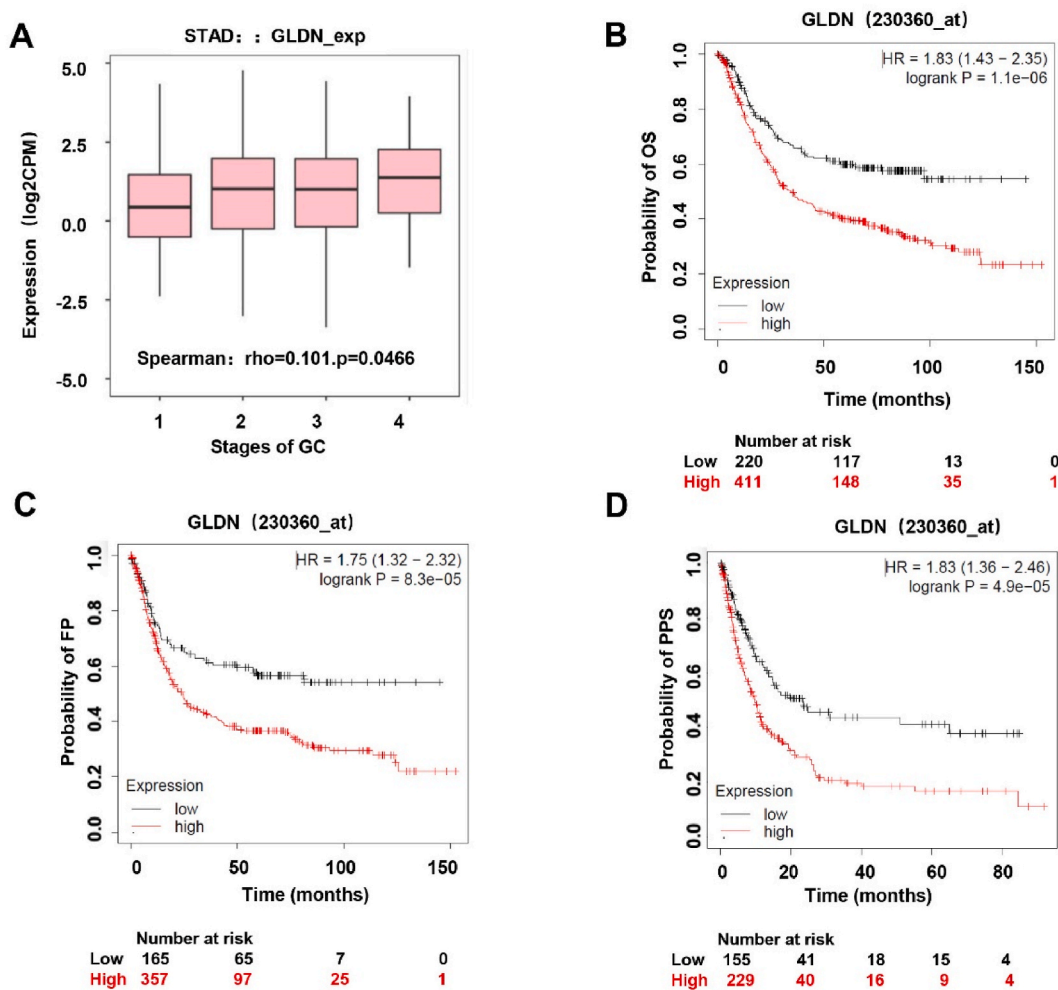 A
STAD：：GLDN_exp
Expression（log2CPM）
5.0
2.5
0.0
-2.5
-5.0
Spearman：rho=0.101.p=0.0466
1 2 3 4
Stages of GC
B
GLDN（230360_at）
HR = 1.83 (1.43 − 2.35)
logrank P = 1.1e−06
Probability of OS
1.0
0.8
0.6
0.4
0.2
0.0
Expression
low
high
0 50 100 150
Time (months)
Number at risk
Low 220 117 13 0
High 411 148 35 1
C
GLDN（230360_at）
HR = 1.75 (1.32 − 2.32)
logrank P = 8.3e−05
Probability of FP
1.0
0.8
0.6
0.4
0.2
0.0
Expression
low
high
0 50 100 150
Time (months)
Number at risk
Low 165 65 7 0
High 357 97 25 1
D
GLDN（230360_at）
HR = 1.83 (1.36 − 2.46)
logrank P = 4.9e−05
Probability of PPS
1.0
0.8
0.6
0.4
0.2
0.0
Expression
low
high
0 20 40 60 80
Time (months)
Number at risk
Low 155 41 18 15 4
High 229 40 16 9 4